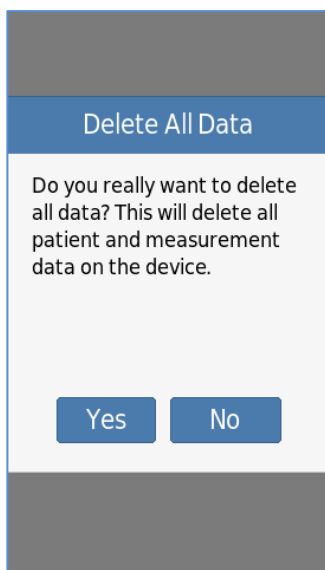 Delete All Data
Do you really want to delete
all data? This will delete all
patient and measurement
data on the device.
Yes
No